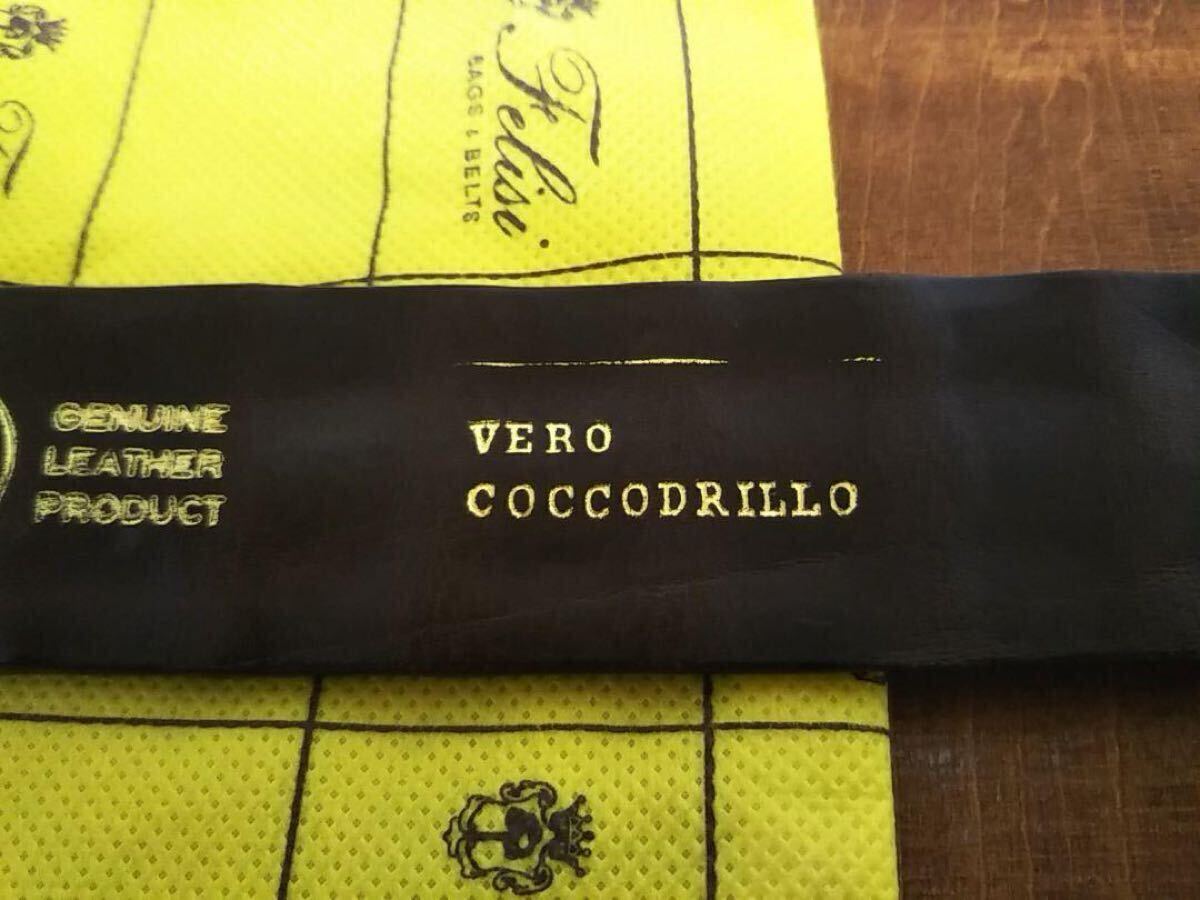 Felisi
BAGS & BELTS
GENUINE
LEATHER
PRODUCT
VERO
COCCODRILLO